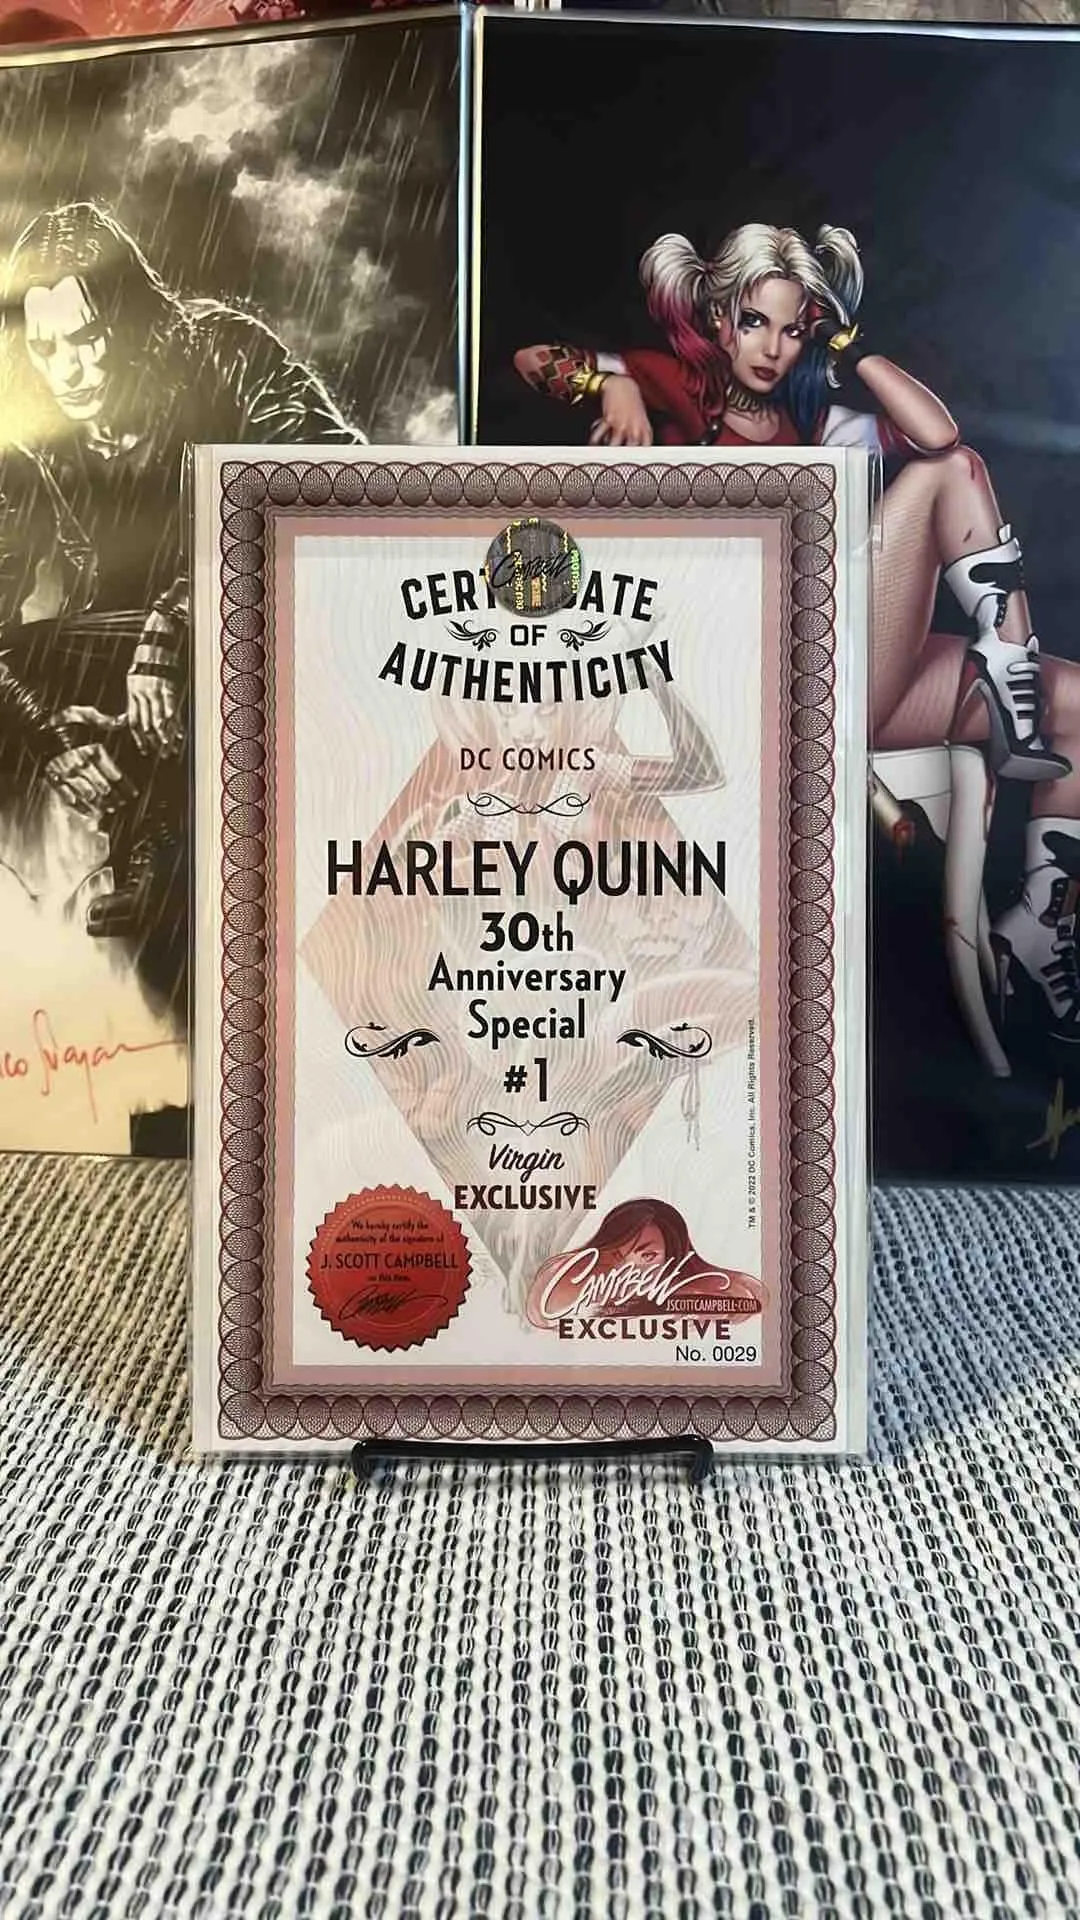 CERTIFICATE
OF
AUTHENTICITY
DC COMICS
HARLEY QUINN
30th
Anniversary
Special
#1
Virgin
EXCLUSIVE
We hereby certify the
authenticity of the signature of
J. SCOTT CAMPBELL
on this item.
CAMPBELL
JSCOTTCAMPBELL.COM
EXCLUSIVE
No. 0029
TM & © 2022 DC Comics, Inc. All Rights Reserved.